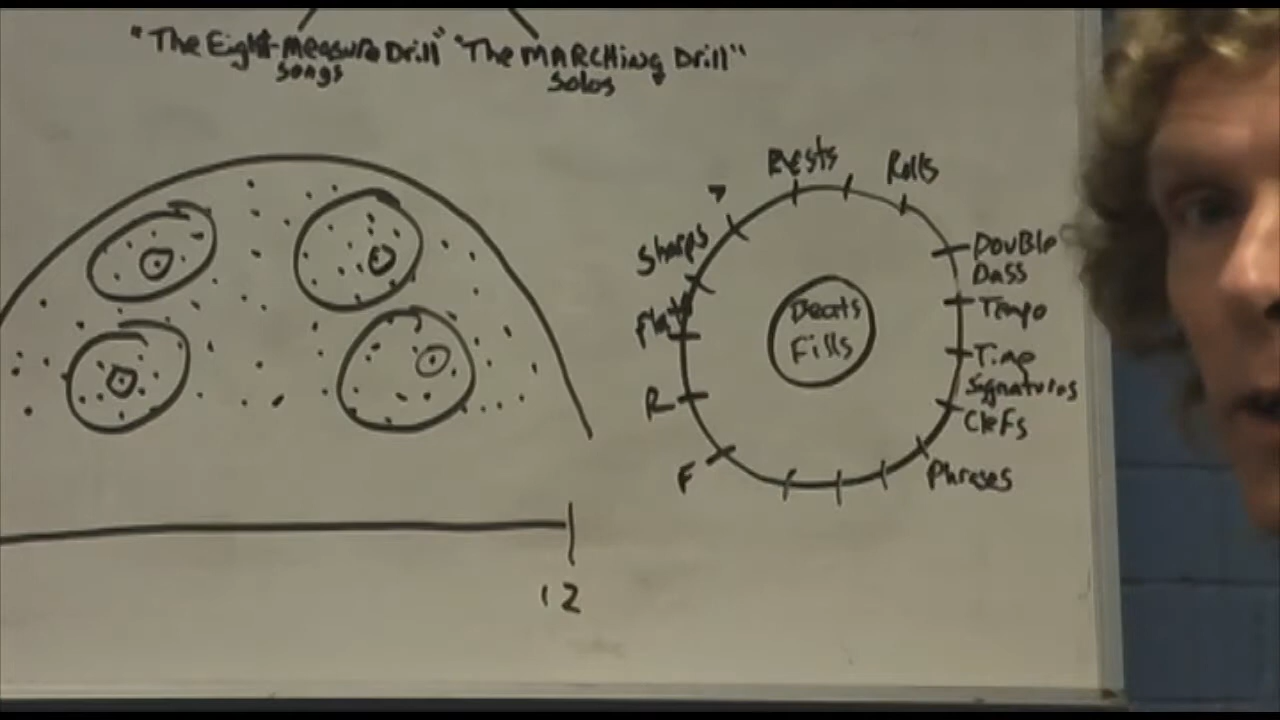 "The Eight-measure Drill" "The MARCHing Drill"
songs
solos
Rests
Rolls
Sharps
Double
Bass
Tempo
Beats
Fills
Flats
Time
Signatures
R
Clefs
F
Phrases
12